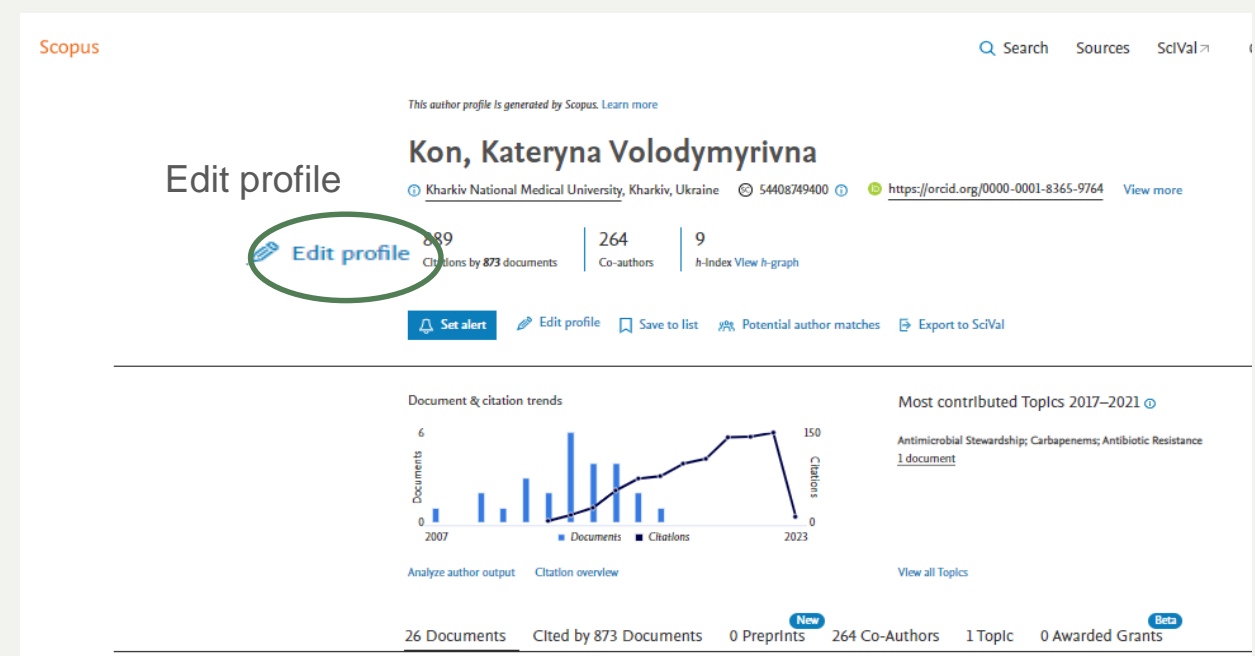 Scopus
Search Sources SciVal
This author profile is generated by Scopus. Learn more
Kon, Kateryna Volodymyrivna
Edit profile
Kharkiv National Medical University, Kharkiv, Ukraine 54408749400 https://orcid.org/0000-0001-8365-9764 View more
Edit profile
889 264 9
Citations by 873 documents Co-authors h-Index View h-graph
Set alert Edit profile Save to list Potential author matches Export to SciVal
Document & citation trends
Most contributed Topics 2017–2021
6 150
Documents Citations
0 0
2007 Documents Citations 2023
Antimicrobial Stewardship; Carbapenems; Antibiotic Resistance
1 document
Analyze author output Citation overview View all Topics
New Beta
26 Documents Cited by 873 Documents 0 Preprints 264 Co-Authors 1 Topic 0 Awarded Grants